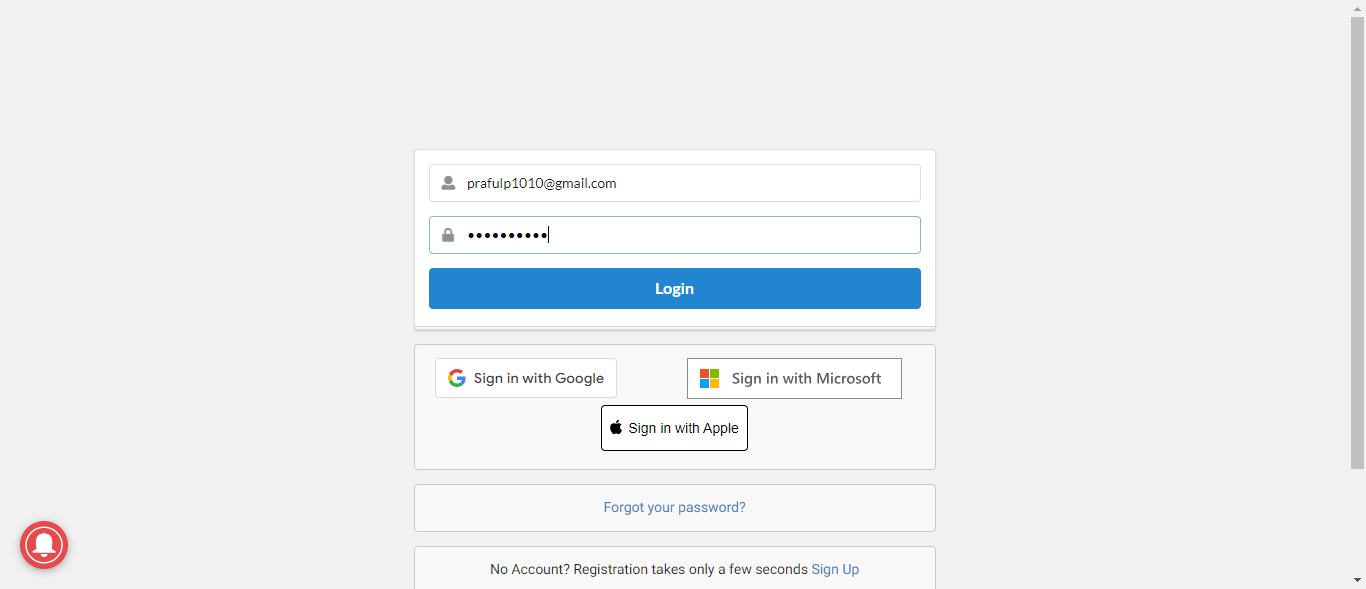 prafulp1010@gmail.com
••••••••••
Login
Sign in with Google
Sign in with Microsoft
Sign in with Apple
Forgot your password?
No Account? Registration takes only a few seconds Sign Up